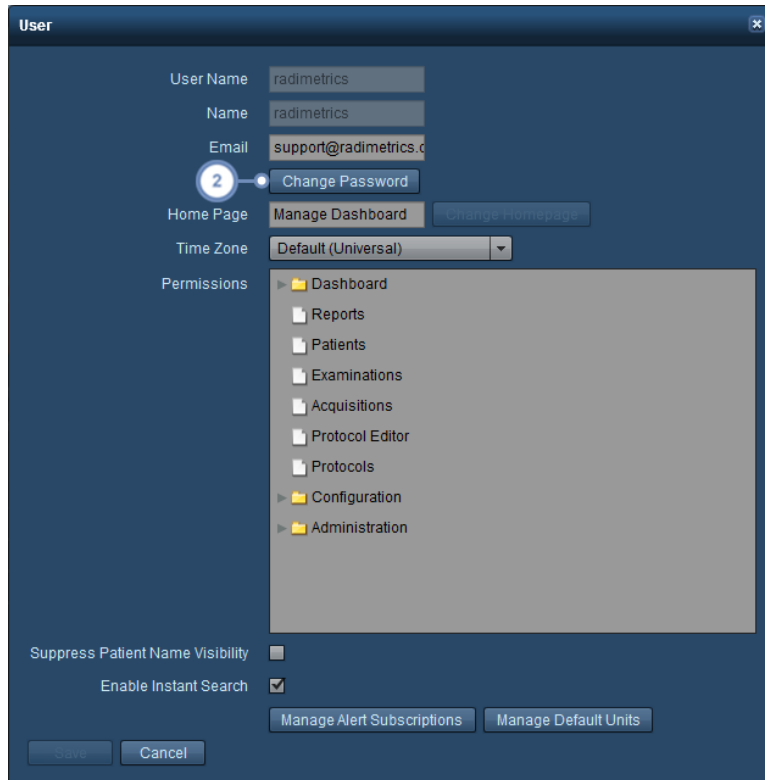 User
User Name radimetrics
Name radimetrics
Email support@radimetrics.c
2 Change Password
Home Page Manage Dashboard Change Homepage
Time Zone Default (Universal)
Permissions Dashboard
Reports
Patients
Examinations
Acquisitions
Protocol Editor
Protocols
Configuration
Administration
Suppress Patient Name Visibility
Enable Instant Search
Manage Alert Subscriptions Manage Default Units
Save Cancel